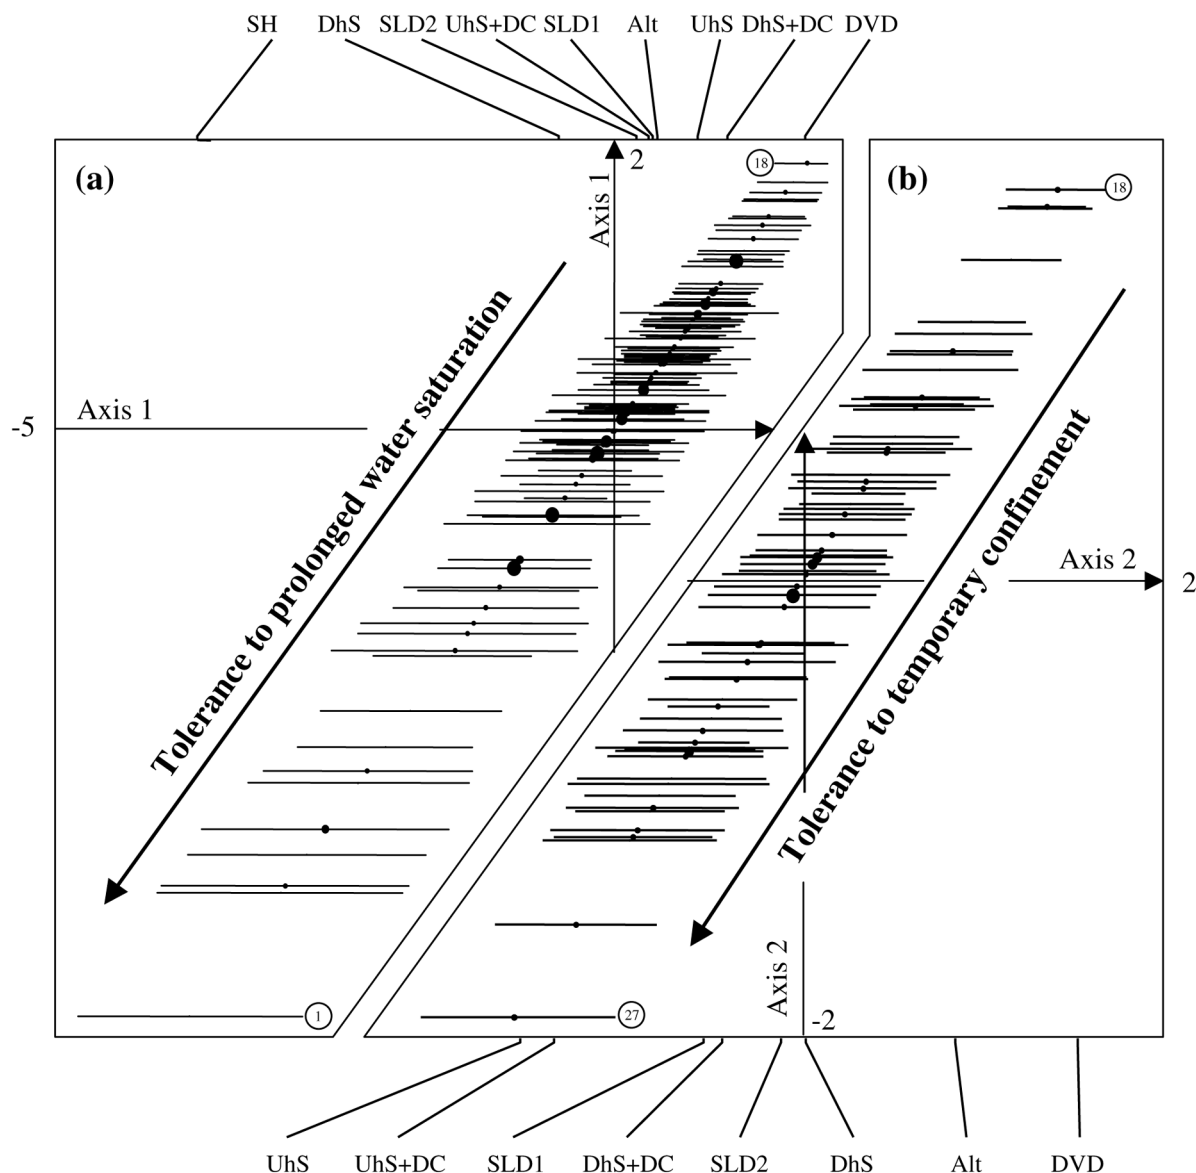 SH DhS SLD2 UhS+DC SLD1 Alt UhS DhS+DC DVD
(a)
2
Axis 1
18
(b)
18
Tolerance to prolonged water saturation
-5
Axis 1
Tolerance to temporary confinement
Axis 2
2
Axis 2
-2
1
27
UhS UhS+DC SLD1 DhS+DC SLD2 DhS Alt DVD